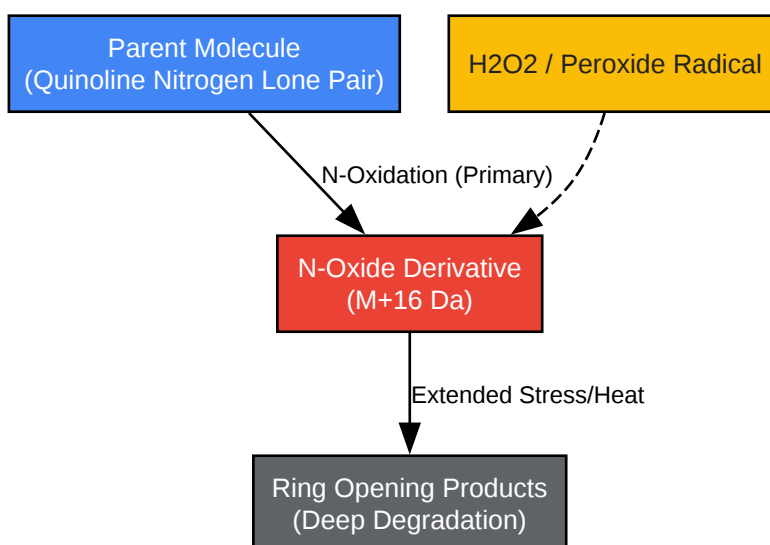 Parent Molecule
(Quinoline Nitrogen Lone Pair)
H2O2 / Peroxide Radical
N-Oxidation (Primary)
N-Oxide Derivative
(M+16 Da)
Extended Stress/Heat
Ring Opening Products
(Deep Degradation)